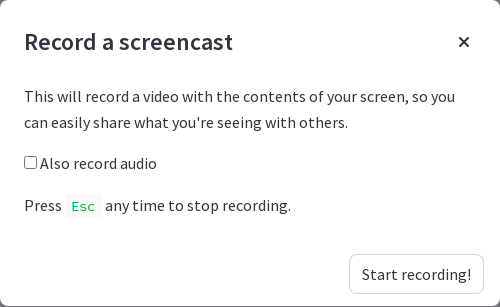 Record a screencast
This will record a video with the contents of your screen, so you
can easily share what you're seeing with others.
Also record audio
Press Esc any time to stop recording.
Start recording!